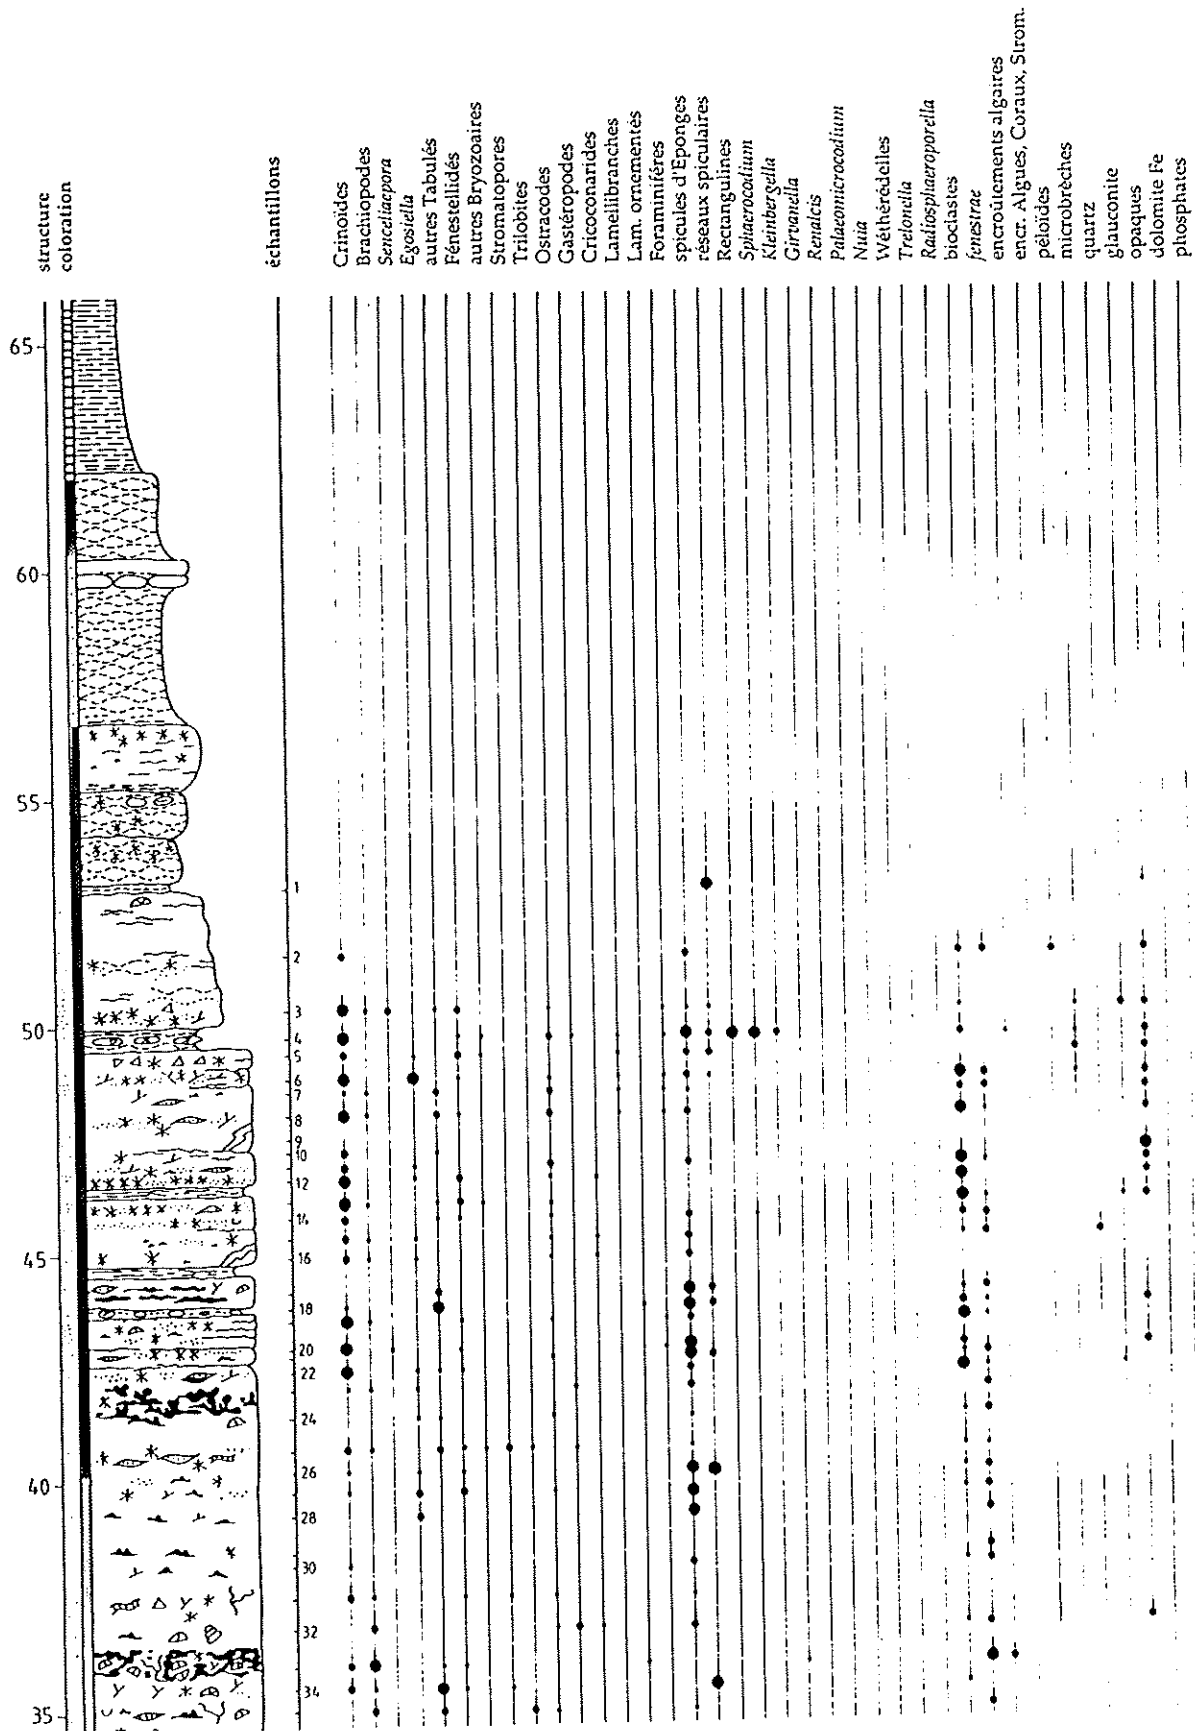 structure
coloration
échantillons
Crinoïdes
Brachiopodes
Senceliaepora
Egosiella
autres Tabulés
Fénestellidés
autres Bryozoaires
Stromatopores
Trilobites
Ostracodes
Gastéropodes
Cricoconarides
Lamellibranches
Lam. ornementés
Foraminifères
spicules d'Eponges
réseaux spiculaires
Rectangulines
Sphaerocodium
Kleinbergella
Girvanella
Renalcis
Palaeomicrocodium
Nuia
Wéthérédelles
Trelonella
Radiosphaeroporella
bioclastes
fenestrae
encroûtements algaires
encr. Algues, Coraux, Strom.
péloïdes
microbrèches
quartz
glauconite
opaques
dolomite Fe
phosphates
65
60
55
50
45
40
35
1
2
3
4
5
6
7
8
9
10
12
14
16
18
20
22
24
26
28
30
32
34